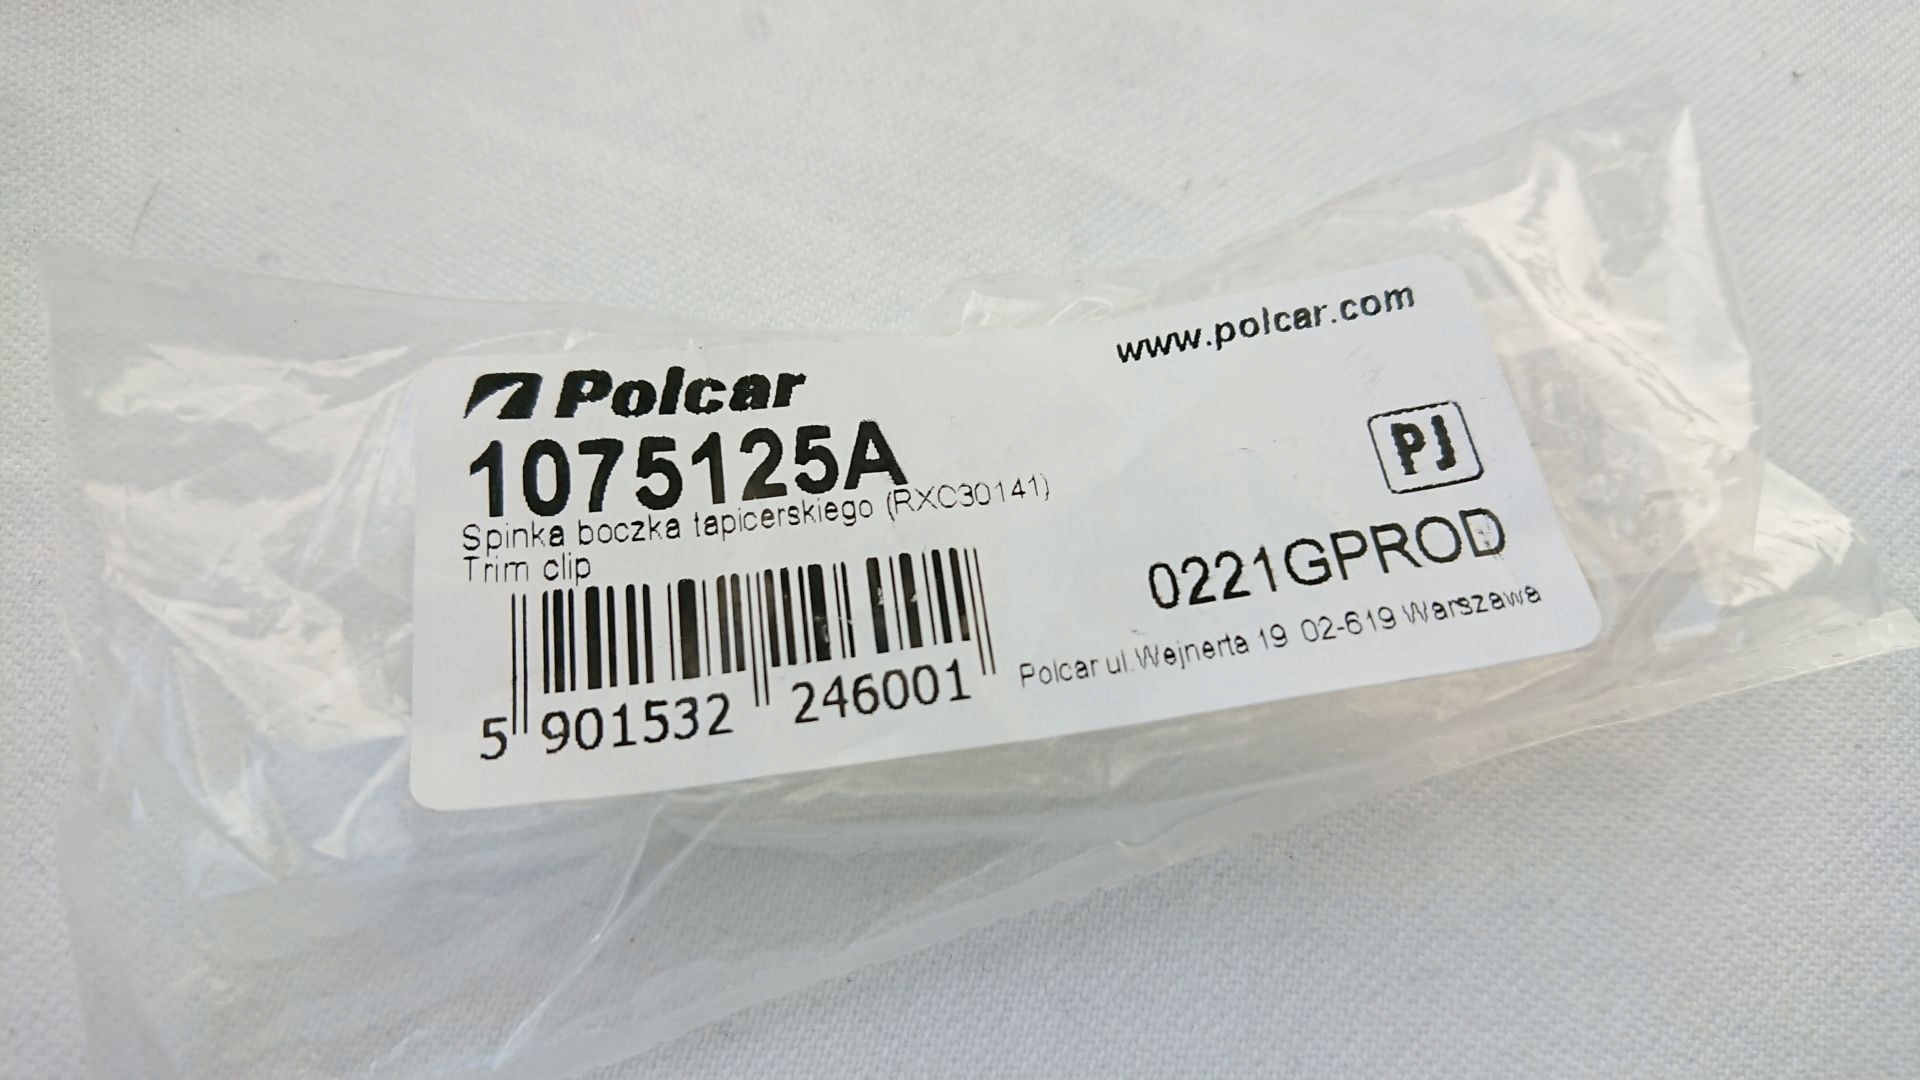 www.polcar.com
Polcar
1075125A
PJ
Spinka boczka tapicerskiego (RXC30141)
Trim clip
0221GPROD
Polcar ul.Wejnerta 19 02-619 Warszawa
5 901532 246001